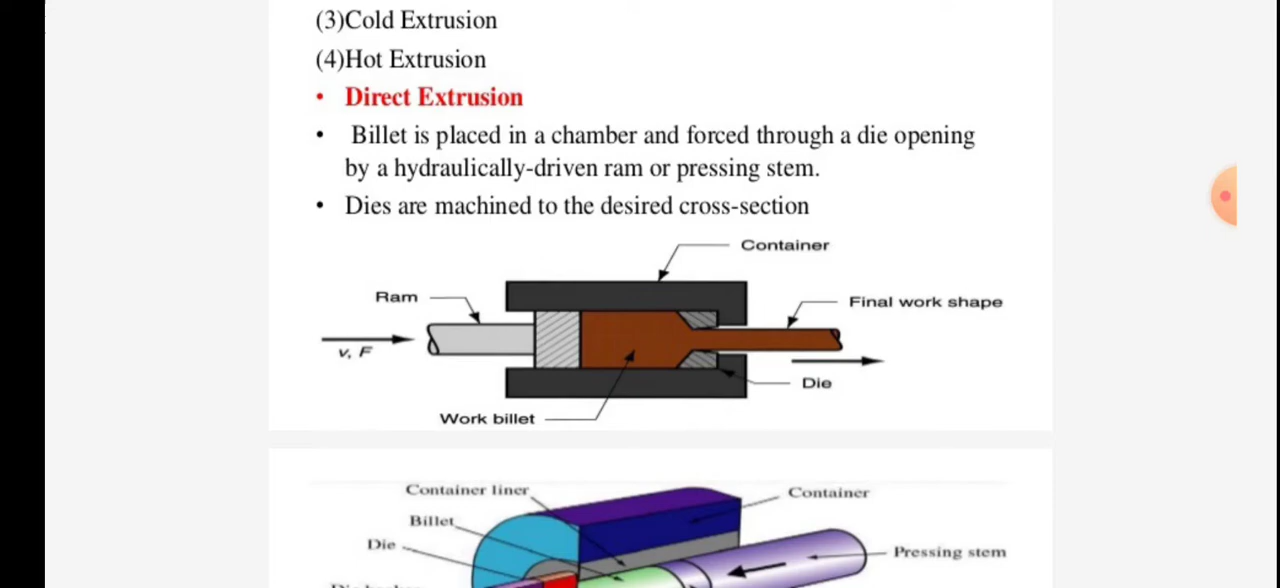 (3)Cold Extrusion
(4)Hot Extrusion
• Direct Extrusion
• Billet is placed in a chamber and forced through a die opening
by a hydraulically-driven ram or pressing stem.
• Dies are machined to the desired cross-section
Container
Ram
Final work shape
v, F
Die
Work billet
Container liner
Container
Billet
Die
Pressing stem